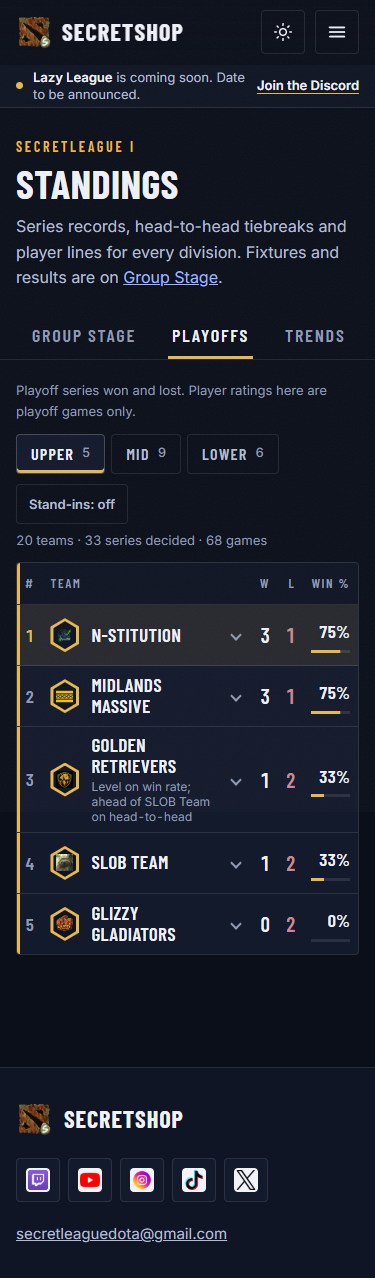 SECRETSHOP
Lazy League is coming soon. Date
to be announced.
Join the Discord
SECRETLEAGUE I
STANDINGS
Series records, head-to-head tiebreaks and
player lines for every division. Fixtures and
results are on Group Stage.
GROUP STAGE PLAYOFFS TRENDS
Playoff series won and lost. Player ratings here are
playoff games only.
UPPER 5 MID 9 LOWER 6
Stand-ins: off
20 teams · 33 series decided · 68 games
# TEAM W L WIN %
1 N-STITUTION 3 1 75%
2 MIDLANDS
MASSIVE 3 1 75%
3 GOLDEN
RETRIEVERS
Level on win rate;
ahead of SLOB Team
on head-to-head
1 2 33%
4 SLOB TEAM 1 2 33%
5 GLIZZY
GLADIATORS 0 2 0%
SECRETSHOP
secretleaguedota@gmail.com